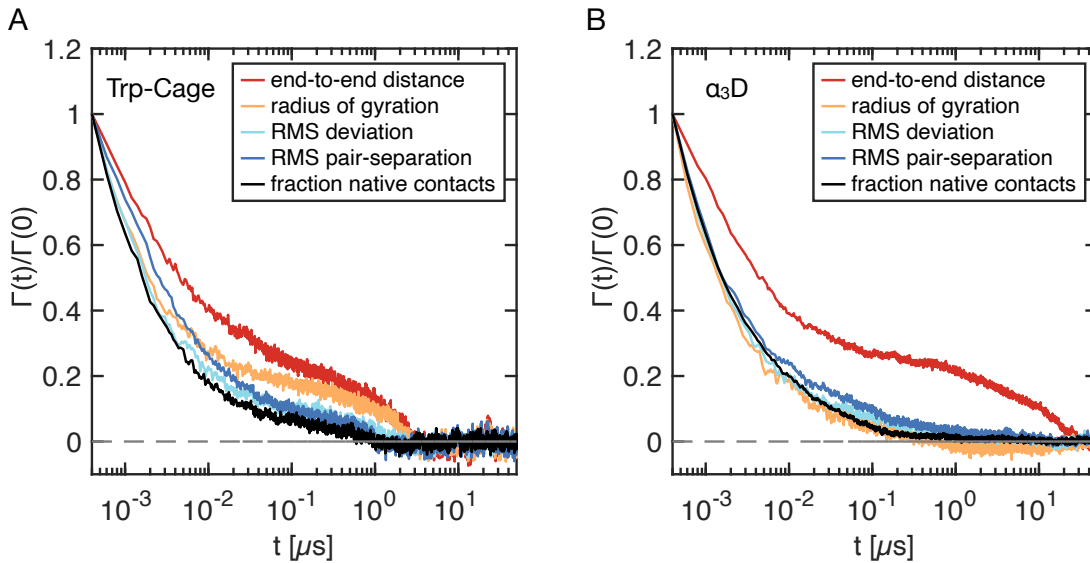 A
Trp-Cage
end-to-end distance
radius of gyration
RMS deviation
RMS pair-separation
fraction native contacts
Γ(t)/Γ(0)
1.2
1
0.8
0.6
0.4
0.2
0
10⁻³
10⁻²
10⁻¹
10⁰
10¹
t [μs]
B
α₃D
end-to-end distance
radius of gyration
RMS deviation
RMS pair-separation
fraction native contacts
Γ(t)/Γ(0)
1.2
1
0.8
0.6
0.4
0.2
0
10⁻³
10⁻²
10⁻¹
10⁰
10¹
t [μs]